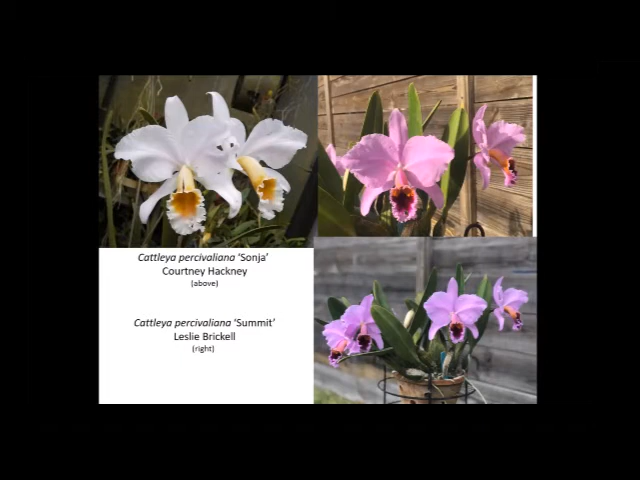 Cattleya percivaliana ‘Sonja’
Courtney Hackney
(above)
Cattleya percivaliana ‘Summit’
Leslie Brickell
(right)